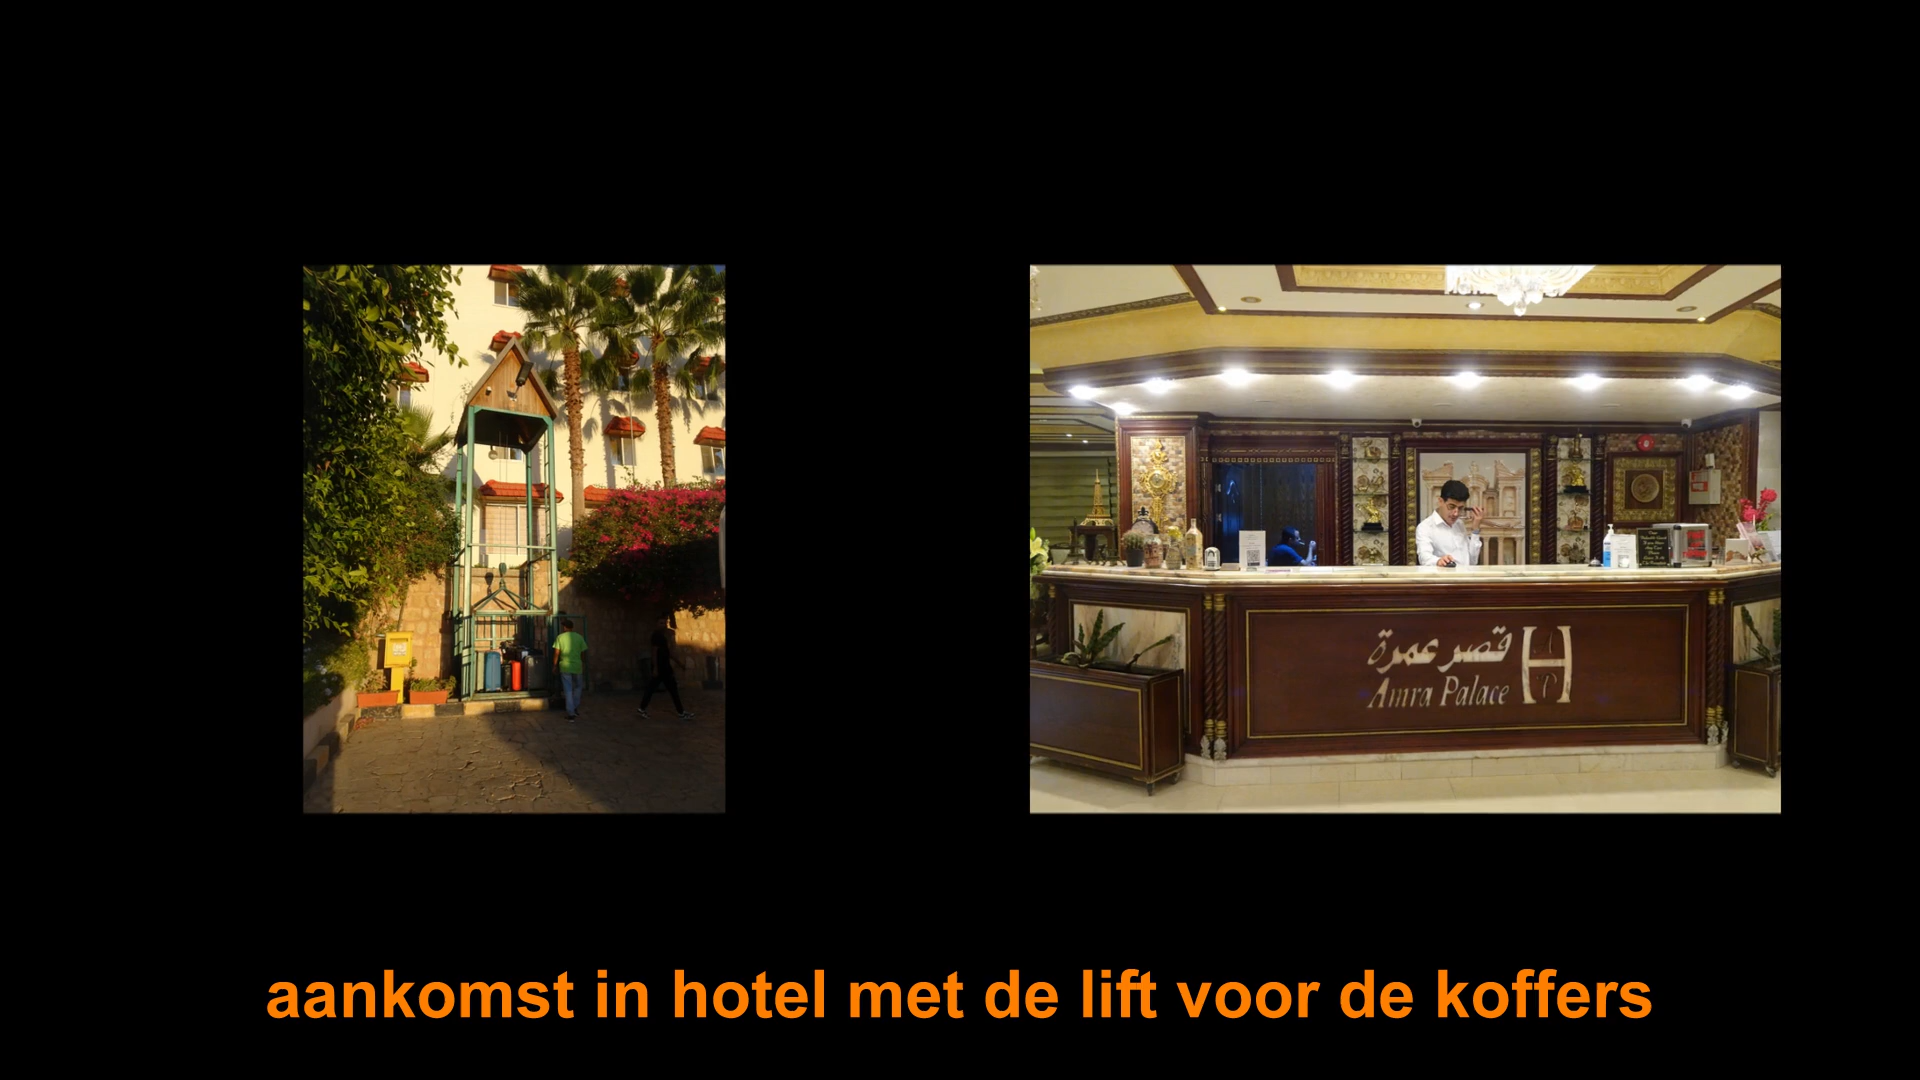 قصر عمرة
Amra Palace
H
aankomst in hotel met de lift voor de koffers